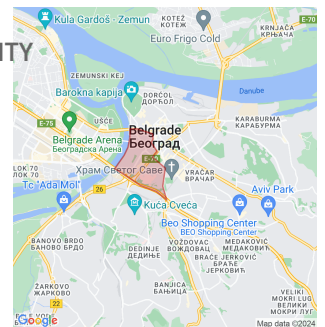 Kula Gardoš - Zemun
КОТЕЖ
KOTEŽ
KRNJAČA
КРЊАЧА
Euro Frigo Cold
ITY
ZEMUNSKI KEJ
Barokna kapija
DORĆOL
ДОРЋОЛ
Danube
E-75
UŠĆE
KARABURMA
КАРАБУРМА
Belgrade
Београд
Belgrade Arena
Београдска Арена
E-75
LOK.70
ЛОК.70
Храм Светог Саве
VRAČAR
ВРАЧАР
Tc "Ada Mol"
Aviv Park
Kuća Cveća
Beo Shopping Center
BEO Shopping Center
BANOVO BRDO
БАНОВО БРДО
DEDINJE
ДЕДИЊЕ
VOŽDOVAC
ВОЖДОВАЦ
MEDAKOVIĆ
МЕДАКОВИЋ
BRAĆE JERKOVIĆ
БРАЋЕ
ЈЕРКОВИЋ
ŽARKOVO
ЖАРКОВО
22
26
BANJICA
БАЊИЦА
VELIKI
MOKRI LUG
ВЕЛИКИ
МОКРИ ЛУГ
Google
Map data ©2024